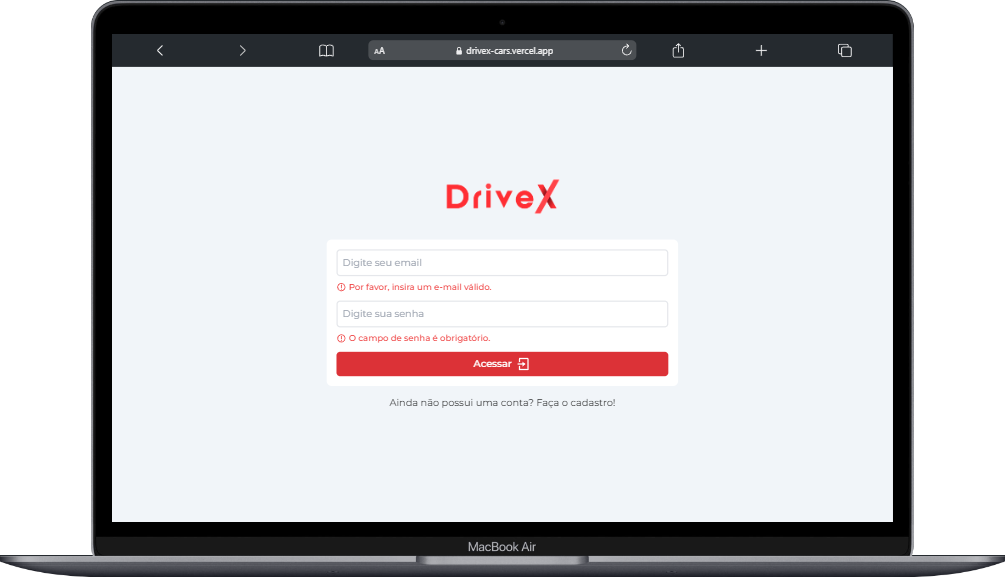 AA
drivex-cars.vercel.app
DriveX
Digite seu email
Por favor, insira um e-mail válido.
Digite sua senha
O campo de senha é obrigatório.
Acessar
Ainda não possui uma conta? Faça o cadastro!
MacBook Air